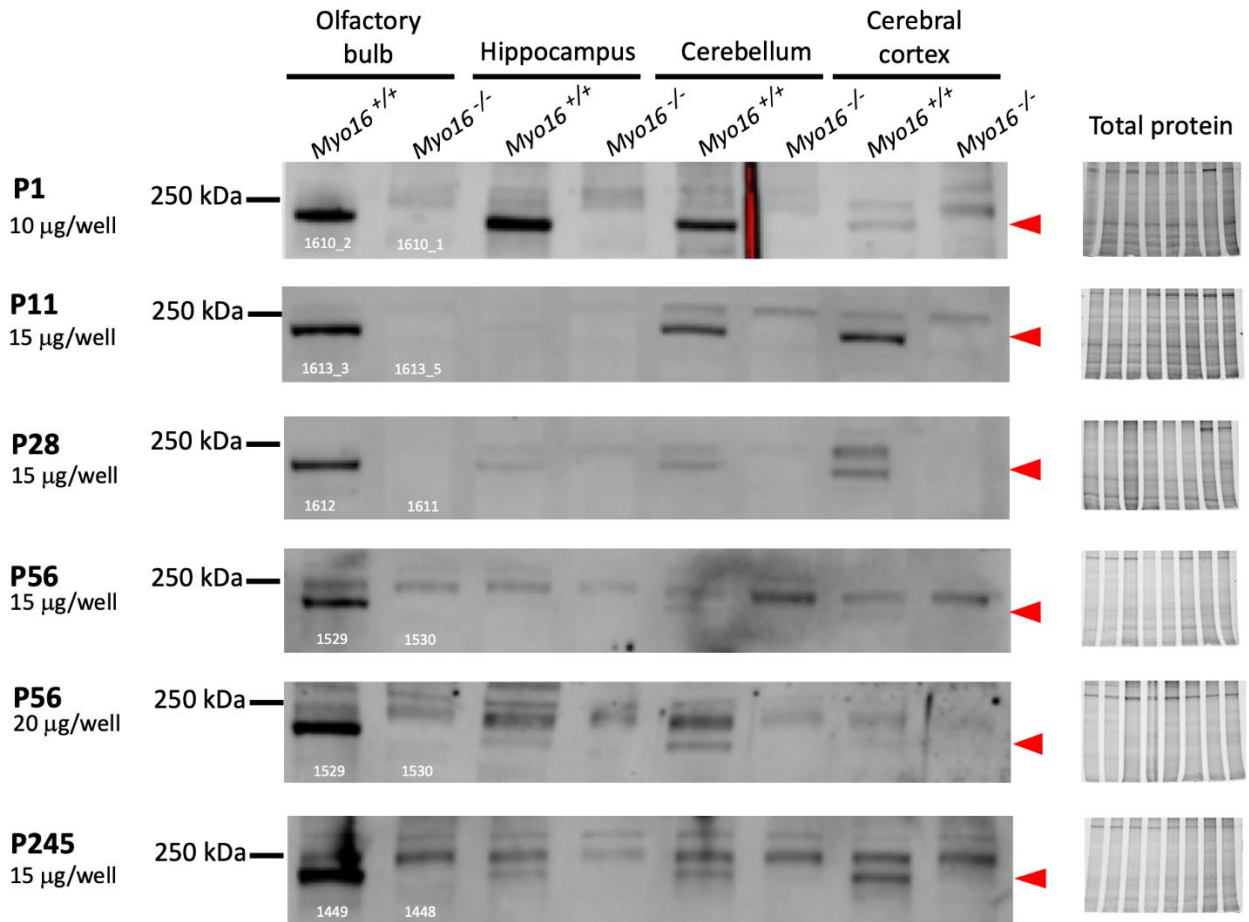 Olfactory
bulb
Hippocampus
Cerebellum
Cerebral
cortex
Myo16 +/+
Myo16 -/-
Myo16 +/+
Myo16 -/-
Myo16 +/+
Myo16 -/-
Myo16 +/+
Myo16 -/-
Total protein
P1
10 μg/well
250 kDa
1610_2
1610_1
P11
15 μg/well
250 kDa
1613_3
1613_5
P28
15 μg/well
250 kDa
1612
1611
P56
15 μg/well
250 kDa
1529
1530
P56
20 μg/well
250 kDa
1529
1530
P245
15 μg/well
250 kDa
1449
1448